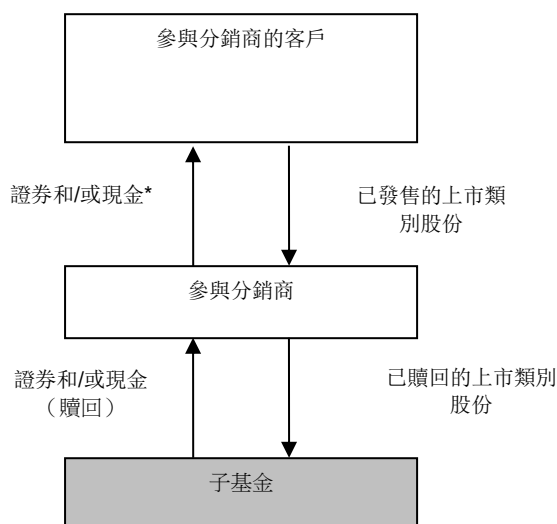 參與分銷商的客戶
證券和/或現金*
已發售的上市類
別股份
參與分銷商
證券和/或現金
（贖回）
已贖回的上市類別
股份
子基金